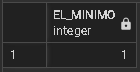 EL_MINIMO
integer
1 1